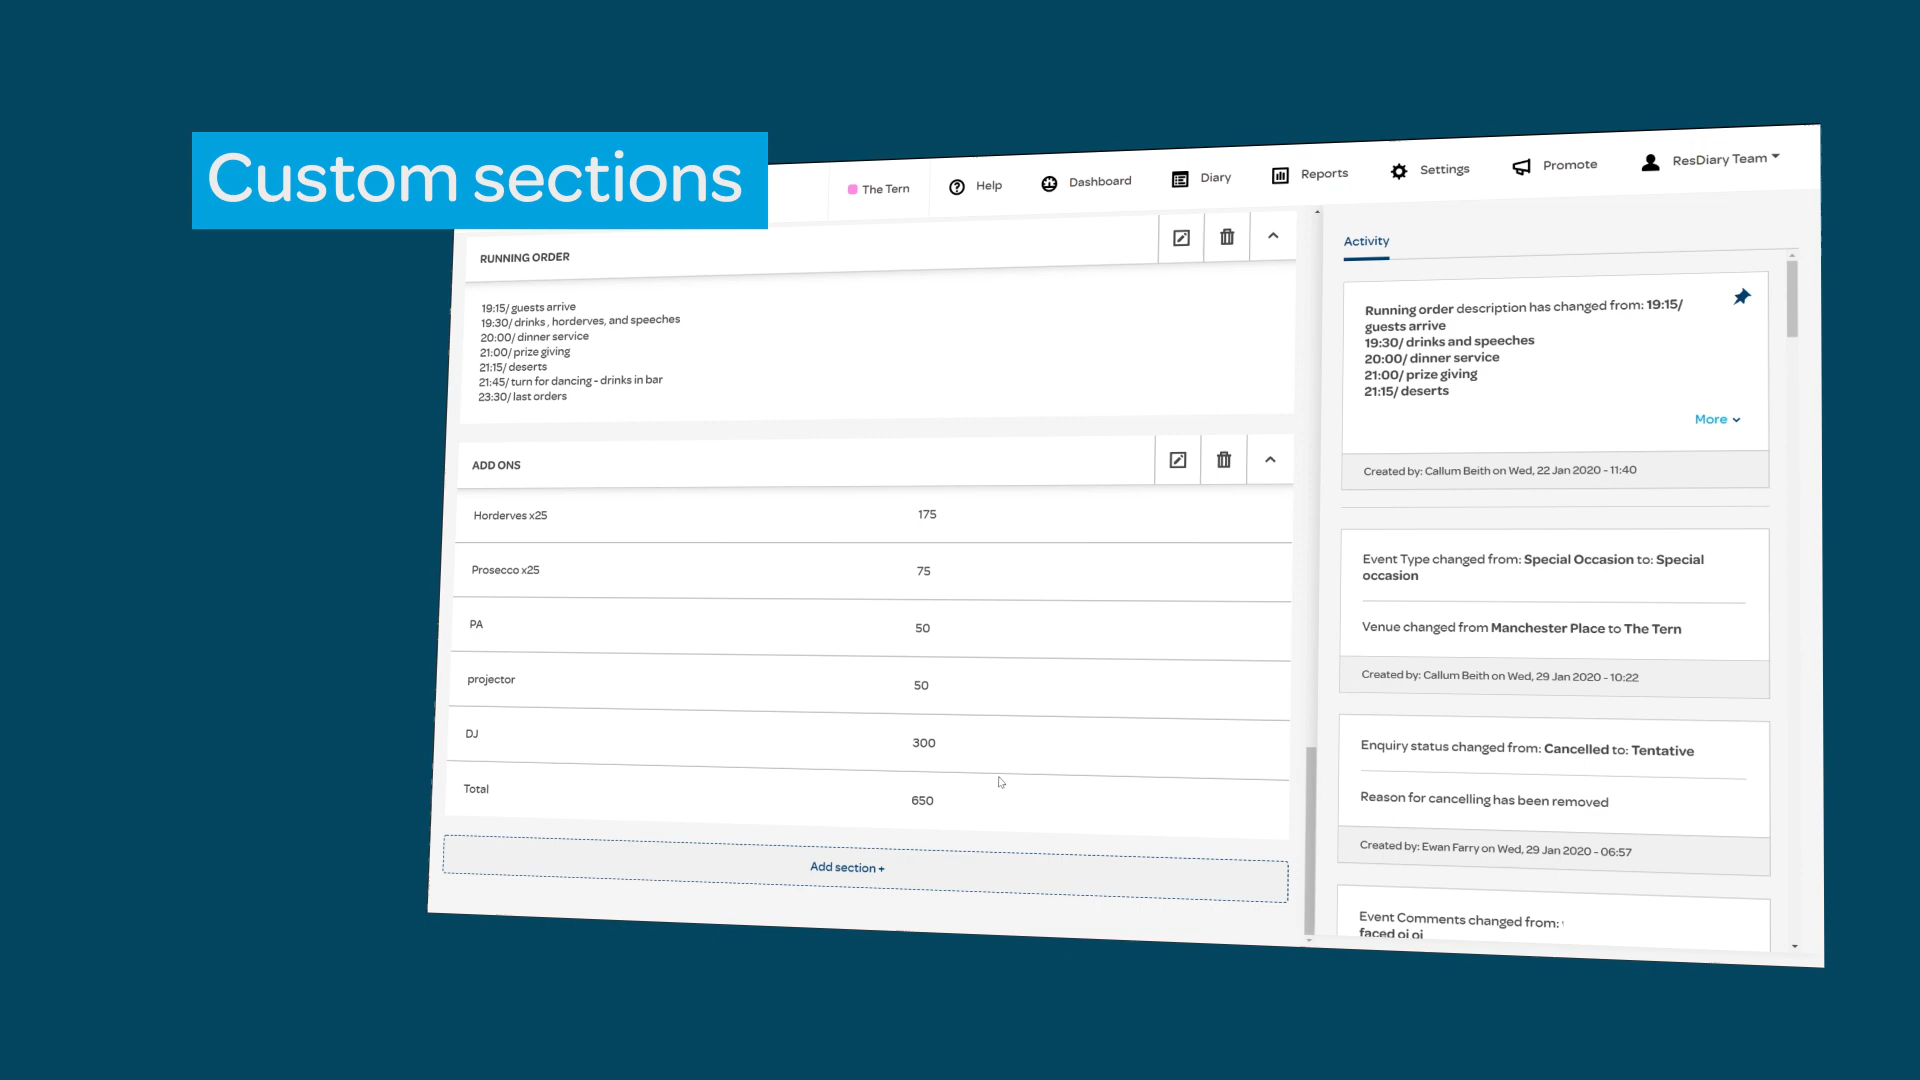 Custom sections
The Tern
Help
Dashboard
Diary
Reports
Settings
Promote
ResDiary Team
RUNNING ORDER
19:15/ guests arrive
19:30/ drinks , horderves, and speeches
20:00/ dinner service
21:00/ prize giving
21:15/ deserts
21:45/ turn for dancing - drinks in bar
23:30/ last orders
ADD ONS
Horderves x25 175
Prosecco x25 75
PA 50
projector 50
DJ 300
Total 650
Add section +
Activity
Running order description has changed from: 19:15/
guests arrive
19:30/ drinks and speeches
20:00/ dinner service
21:00/ prize giving
21:15/ deserts
More
Created by: Callum Beith on Wed, 22 Jan 2020 - 11:40
Event Type changed from: Special Occasion to: Special
occasion
Venue changed from Manchester Place to The Tern
Created by: Callum Beith on Wed, 29 Jan 2020 - 10:22
Enquiry status changed from: Cancelled to: Tentative
Reason for cancelling has been removed
Created by: Ewan Farry on Wed, 29 Jan 2020 - 06:57
Event Comments changed from: '
faced oi oi